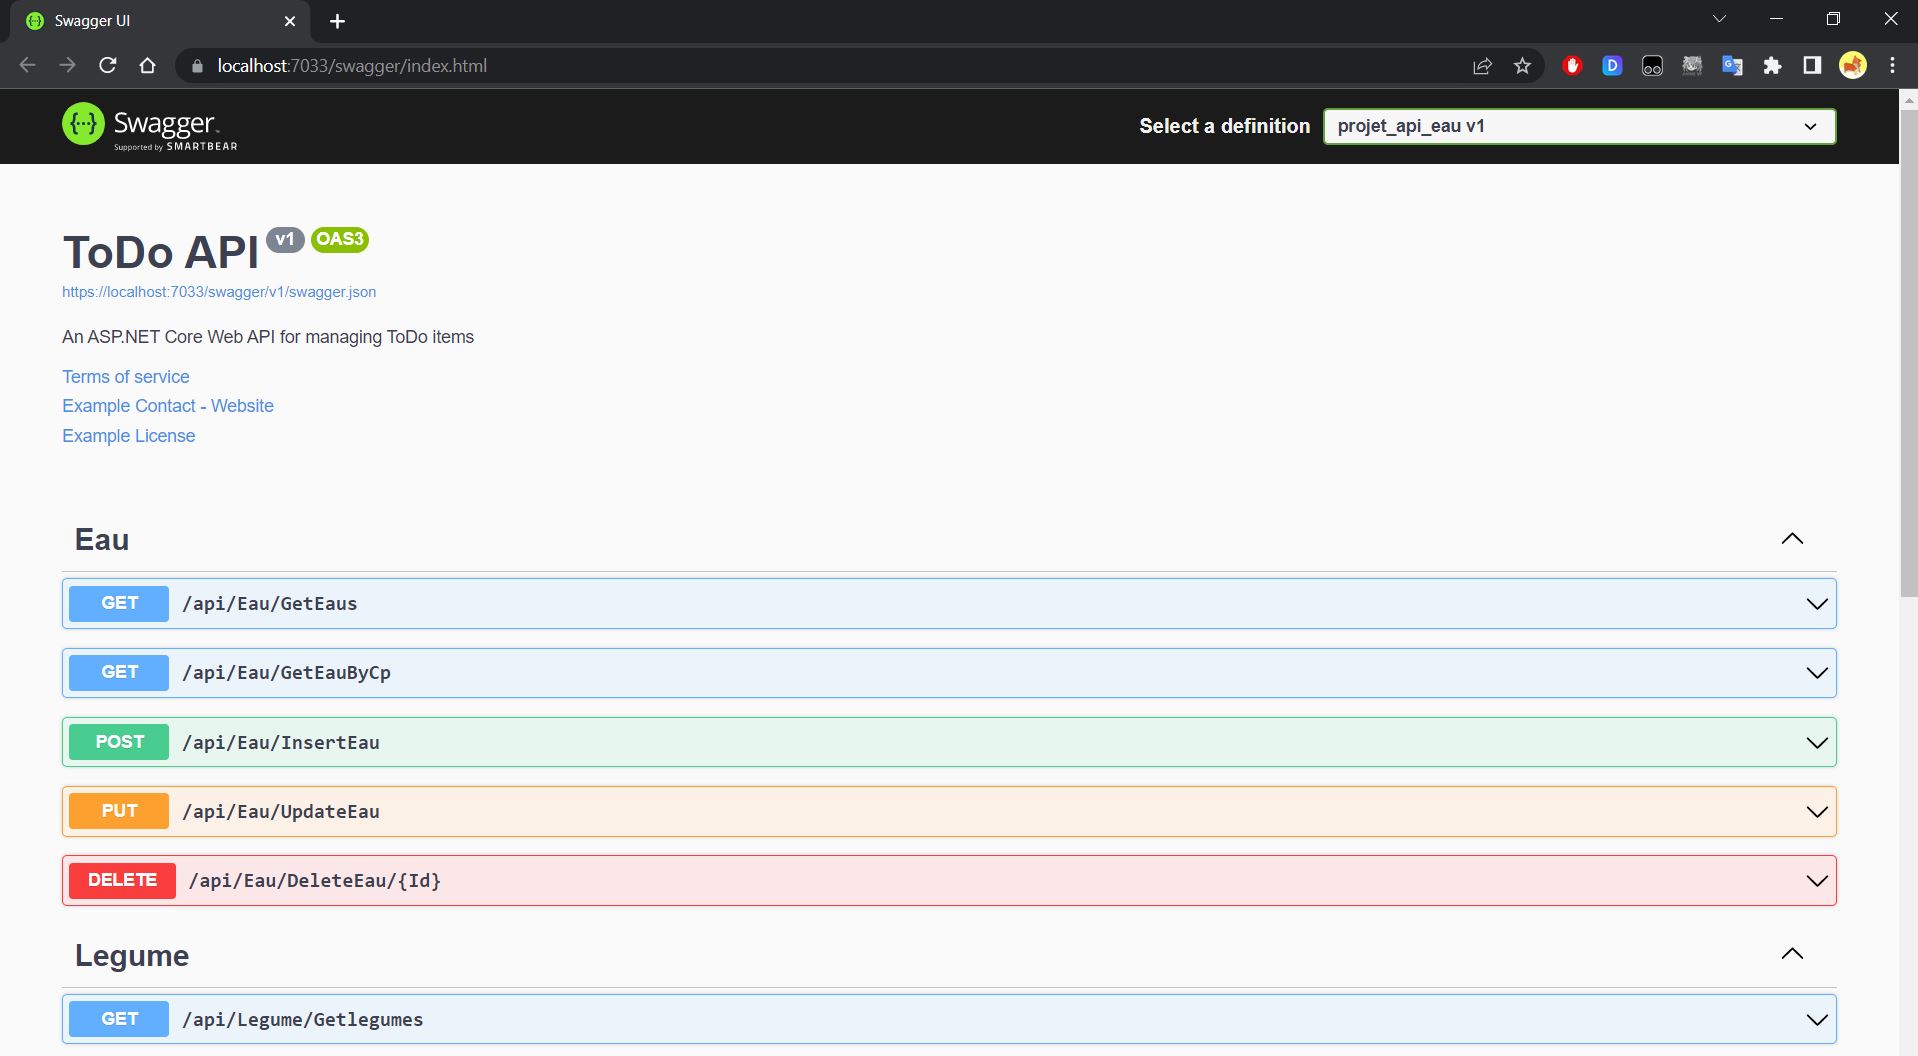 Swagger UI
localhost:7033/swagger/index.html
Swagger
Supported by SMARTBEAR
Select a definition
projet_api_eau v1
ToDo API v1 OAS3
https://localhost:7033/swagger/v1/swagger.json
An ASP.NET Core Web API for managing ToDo items
Terms of service
Example Contact - Website
Example License
Eau
GET /api/Eau/GetEaus
GET /api/Eau/GetEauByCp
POST /api/Eau/InsertEau
PUT /api/Eau/UpdateEau
DELETE /api/Eau/DeleteEau/{Id}
Legume
GET /api/Legume/Getlegumes